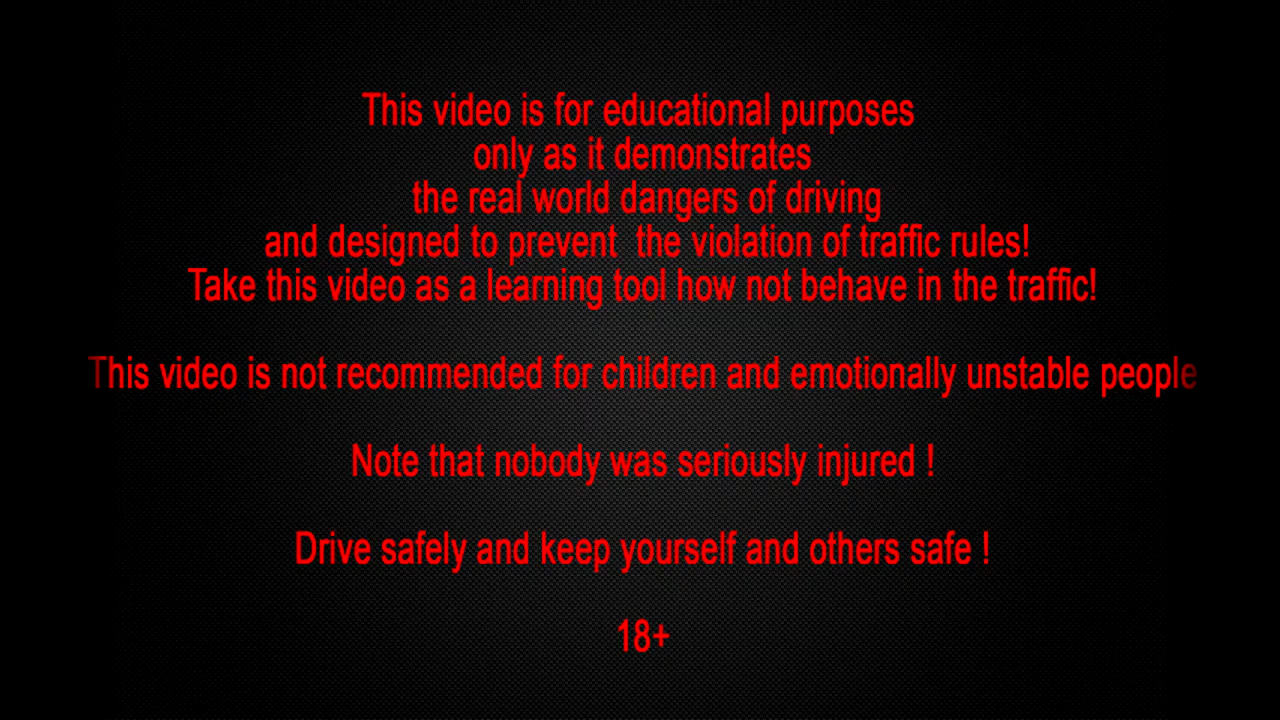 This video is for educational purposes
only as it demonstrates
the real world dangers of driving
and designed to prevent  the violation of traffic rules!
Take this video as a learning tool how not behave in the traffic!
This video is not recommended for children and emotionally unstable people
Note that nobody was seriously injured !
Drive safely and keep yourself and others safe !
18+